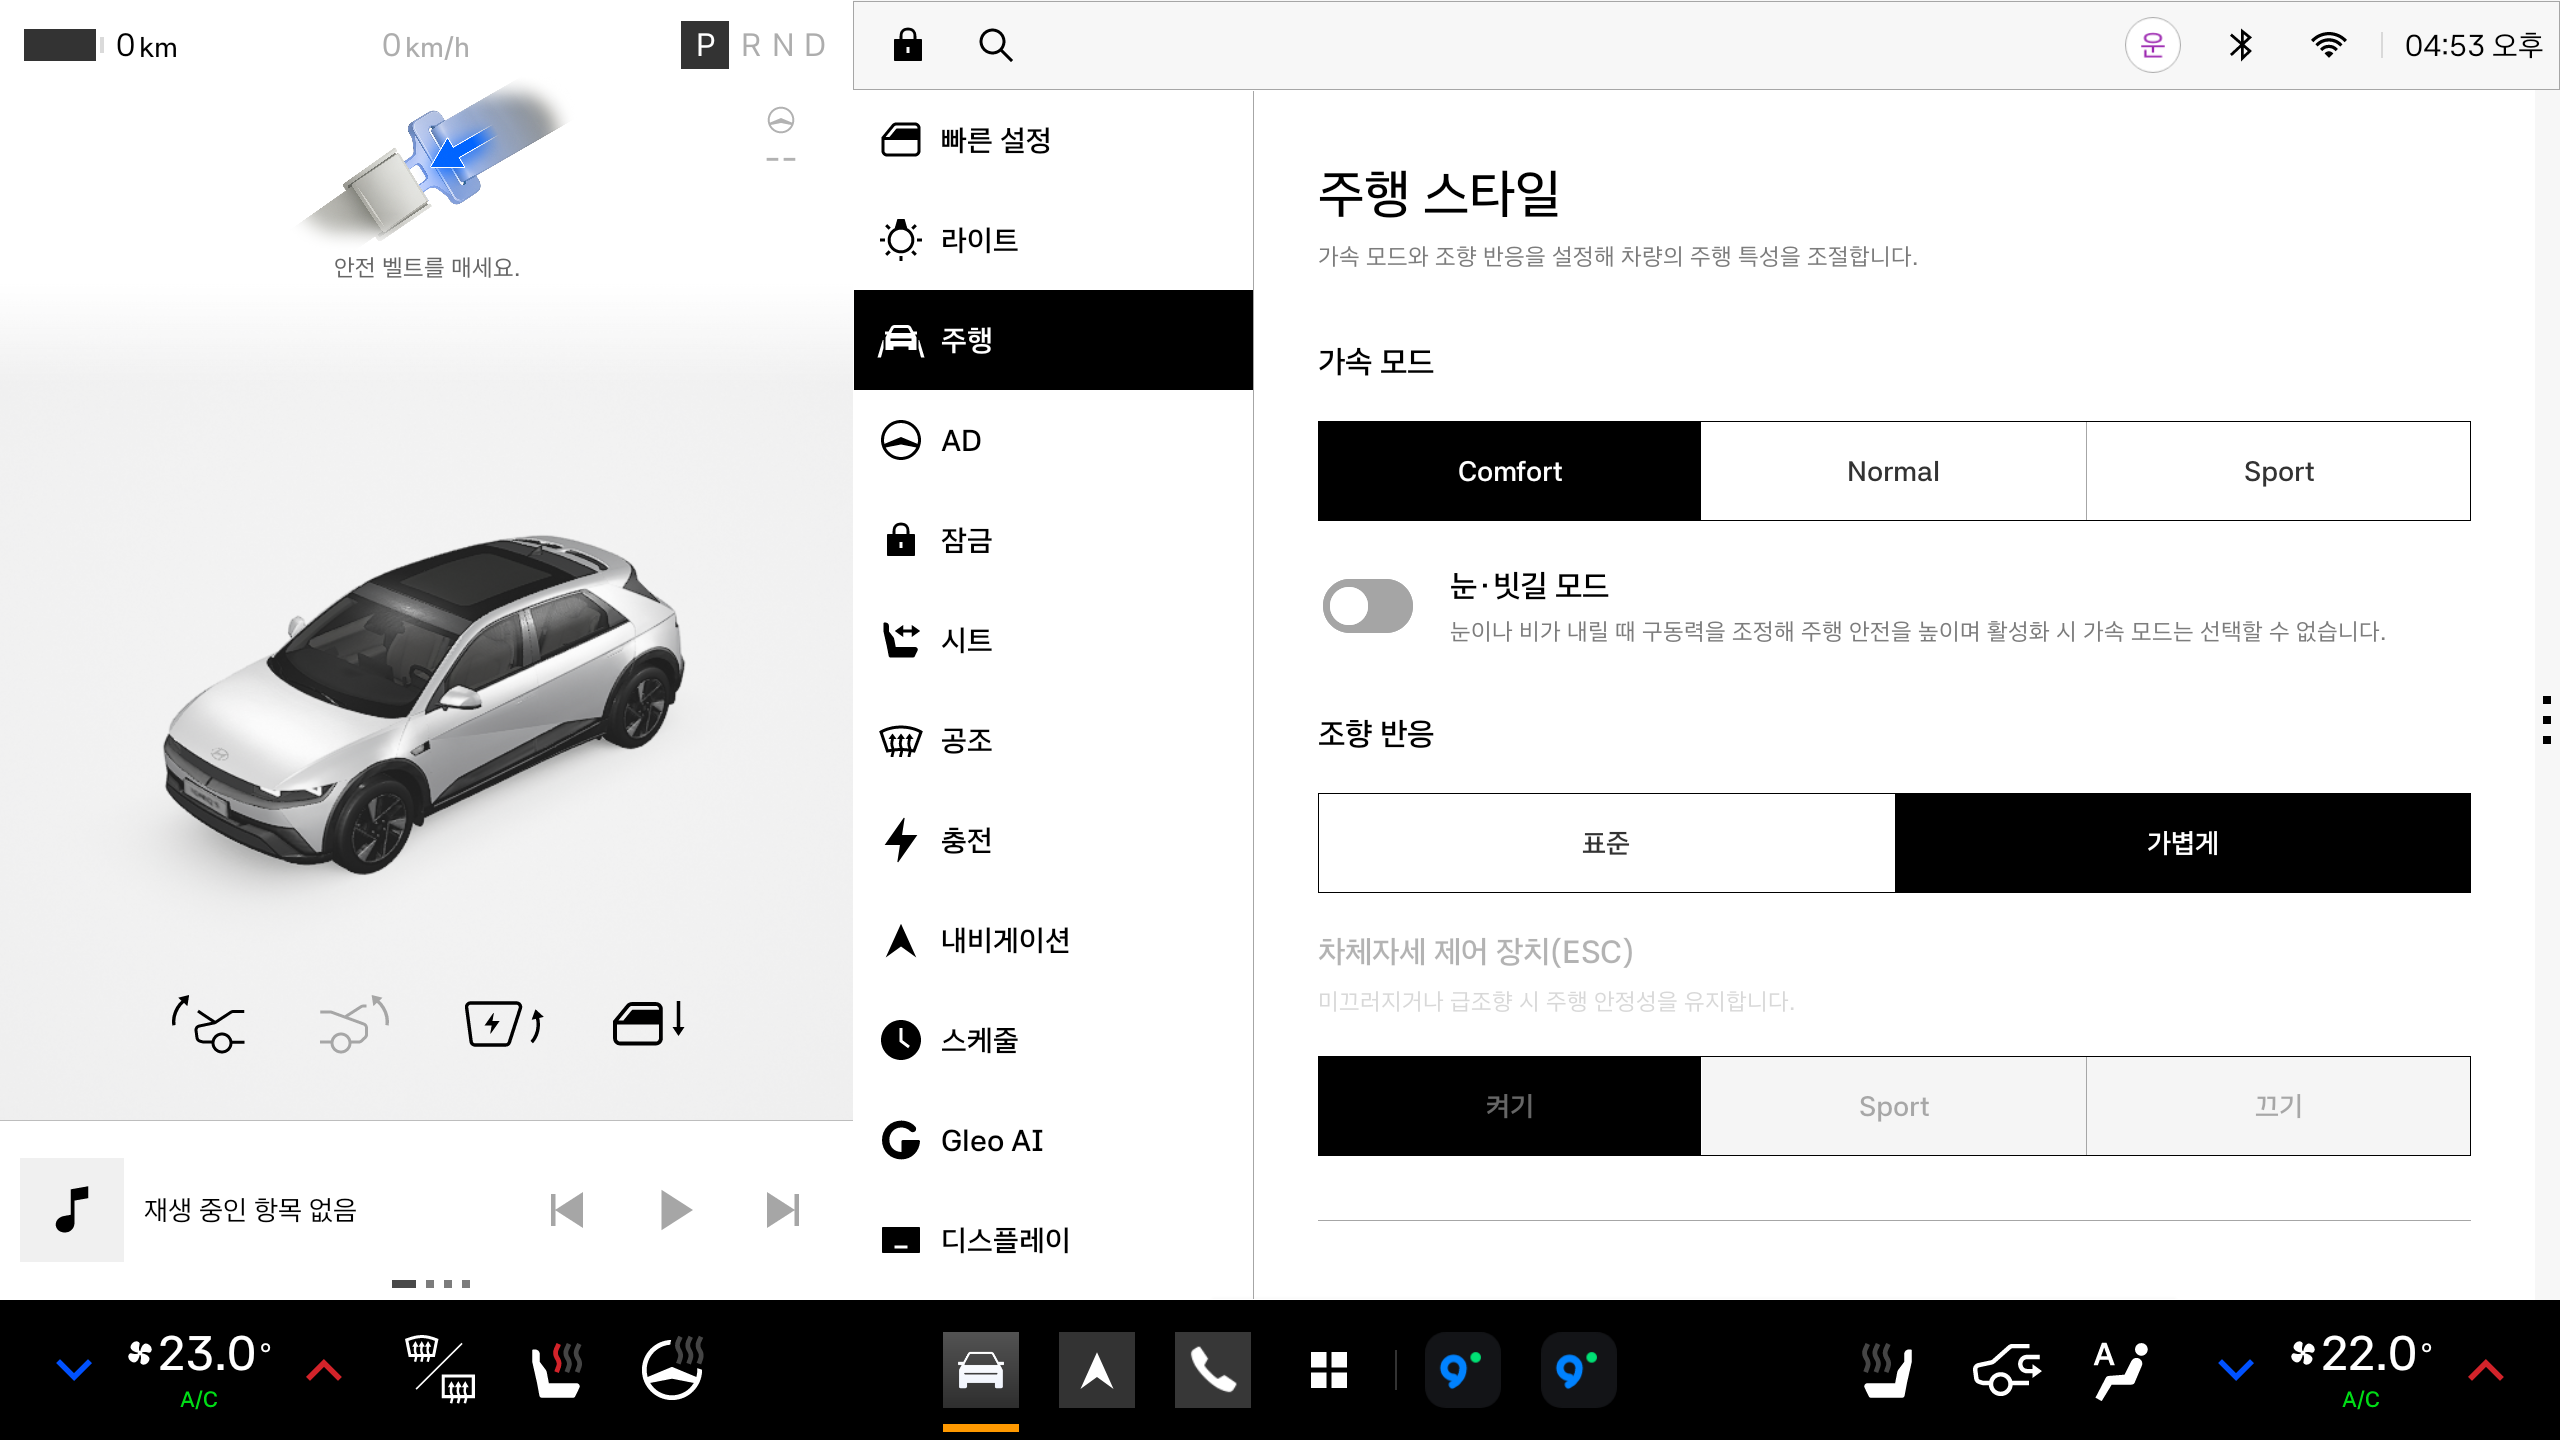 0 km
0 km/h
P R N D
안전 벨트를 매세요.
재생 중인 항목 없음
운
04:53 오후
빠른 설정
라이트
주행
AD
잠금
시트
공조
충전
내비게이션
스케줄
Gleo AI
디스플레이
주행 스타일
가속 모드와 조향 반응을 설정해 차량의 주행 특성을 조절합니다.
가속 모드
Comfort
Normal
Sport
눈·빗길 모드
눈이나 비가 내릴 때 구동력을 조정해 주행 안전을 높이며 활성화 시 가속 모드는 선택할 수 없습니다.
조향 반응
표준
가볍게
차체자세 제어 장치(ESC)
미끄러지거나 급조향 시 주행 안정성을 유지합니다.
켜기
Sport
끄기
23.0°
A/C
A
22.0°
A/C